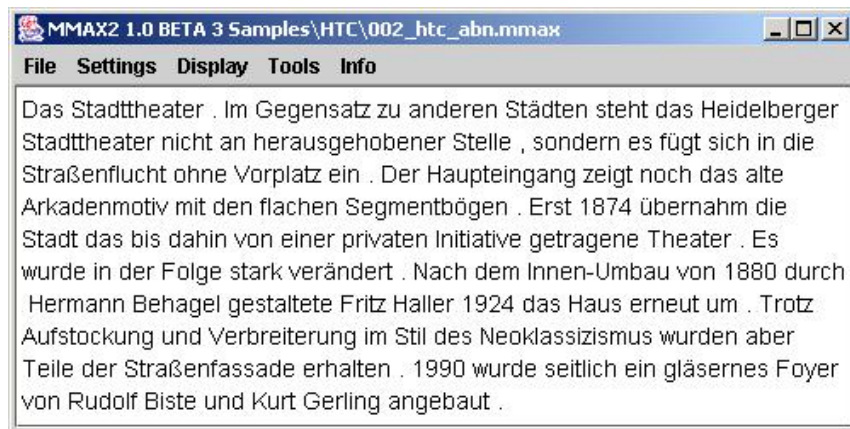 MMAX2 1.0 BETA 3 Samples\HTC\002_htc_abn.mmax
File Settings Display Tools Info
Das Stadttheater . Im Gegensatz zu anderen Städten steht das Heidelberger
Stadttheater nicht an herausgehobener Stelle , sondern es fügt sich in die
Straßenflucht ohne Vorplatz ein . Der Haupteingang zeigt noch das alte
Arkadenmotiv mit den flachen Segmentbögen . Erst 1874 übernahm die
Stadt das bis dahin von einer privaten Initiative getragene Theater . Es
wurde in der Folge stark verändert . Nach dem Innen-Umbau von 1880 durch
Hermann Behagel gestaltete Fritz Haller 1924 das Haus erneut um . Trotz
Aufstockung und Verbreiterung im Stil des Neoklassizismus wurden aber
Teile der Straßenfassade erhalten . 1990 wurde seitlich ein gläsernes Foyer
von Rudolf Biste und Kurt Gerling angebaut .